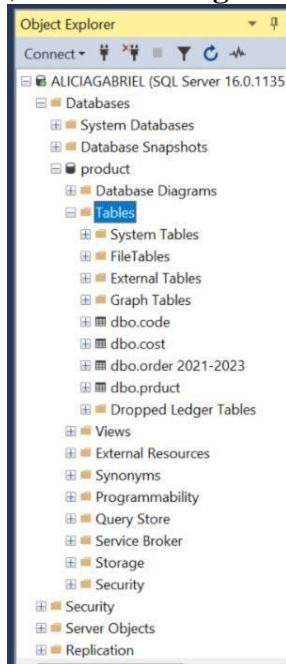 Object Explorer
Connect
ALICIAGABRIEL (SQL Server 16.0.1135
Databases
System Databases
Database Snapshots
product
Database Diagrams
Tables
System Tables
FileTables
External Tables
Graph Tables
dbo.code
dbo.cost
dbo.order 2021-2023
dbo.prduct
Dropped Ledger Tables
Views
External Resources
Synonyms
Programmability
Query Store
Service Broker
Storage
Security
Security
Server Objects
Replication